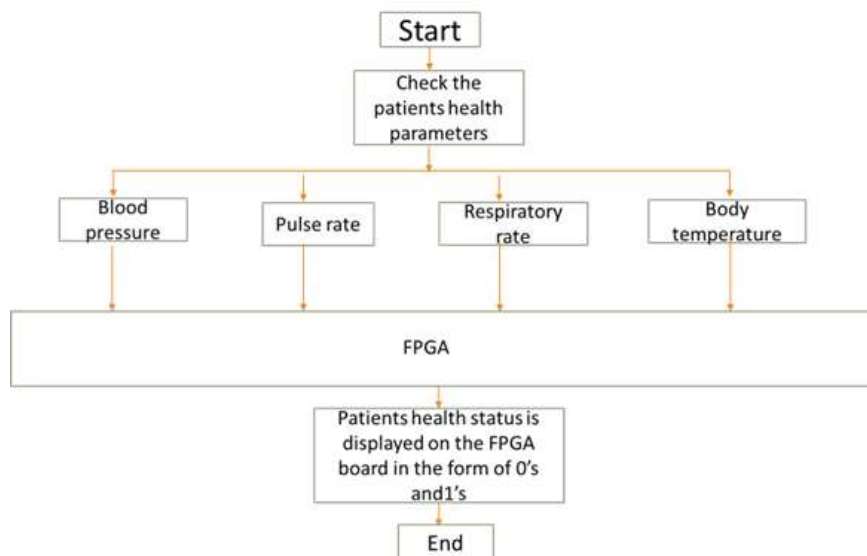 Start
Check the
patients health
parameters
Blood
pressure
Pulse rate
Respiratory
rate
Body
temperature
FPGA
Patients health status is
displayed on the FPGA
board in the form of 0's
and1's
End